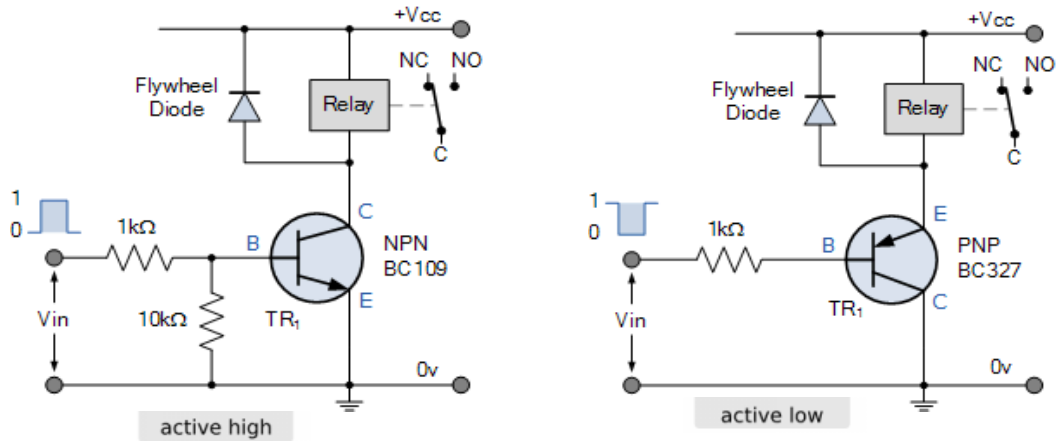 +Vcc
NC NO
Flywheel
Diode
Relay
C
1
0
1kΩ
B
C
NPN
BC109
E
Vin
10kΩ
TR₁
0v
active high
+Vcc
NC NO
Flywheel
Diode
Relay
C
1
0
1kΩ
B
E
PNP
BC327
C
Vin
TR₁
0v
active low